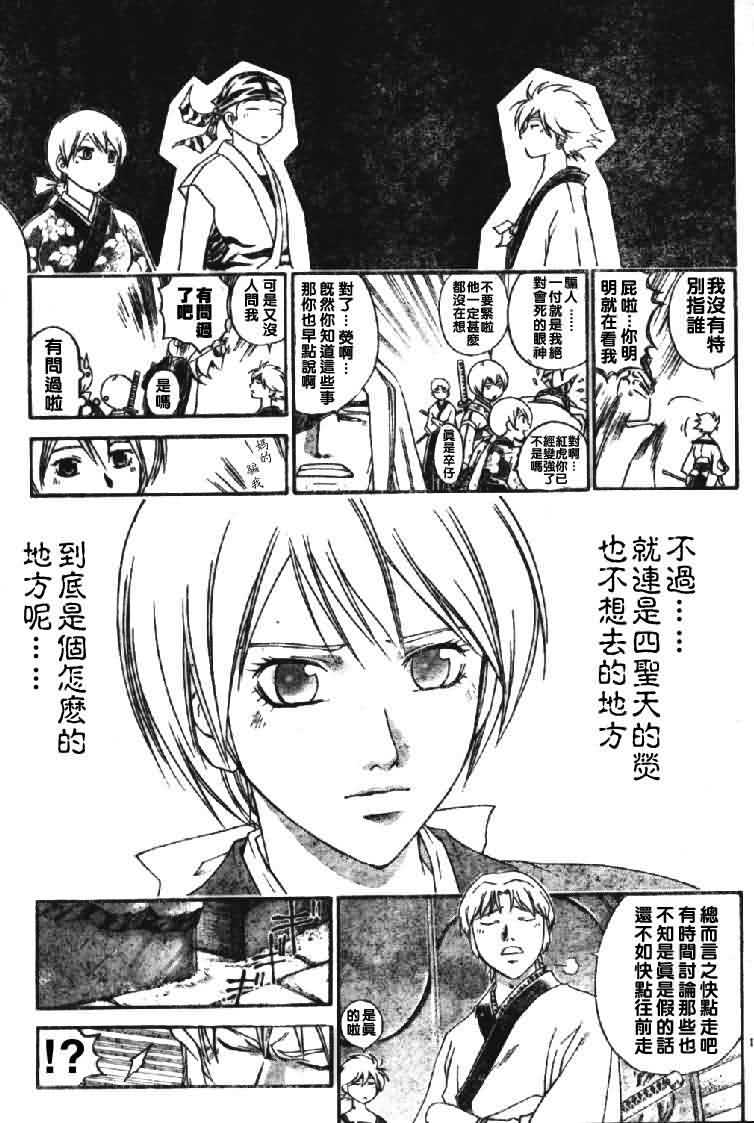 我沒有特
別指誰
屁啦…你明
明就在看我
騙人……
一付就是我絕
對會死的眼神
不要緊啦
他一定甚麼
都沒在想
對啊…
紅虎你已
經變強了
不是嗎
真是卒仔
對了…熒啊…
既然你知道這些事
那你也早點說啊
可是又沒
人問我
有問過
了吧
是嗎
有問過啦
媽的
騙我
不過……
就連是四聖天的熒
也不想去的地方
到底是個怎麼的
地方呢……
總而言之快點走吧
有時間討論那些也
不知是真是假的話
還不如快點往前走
是真
的啦
!?